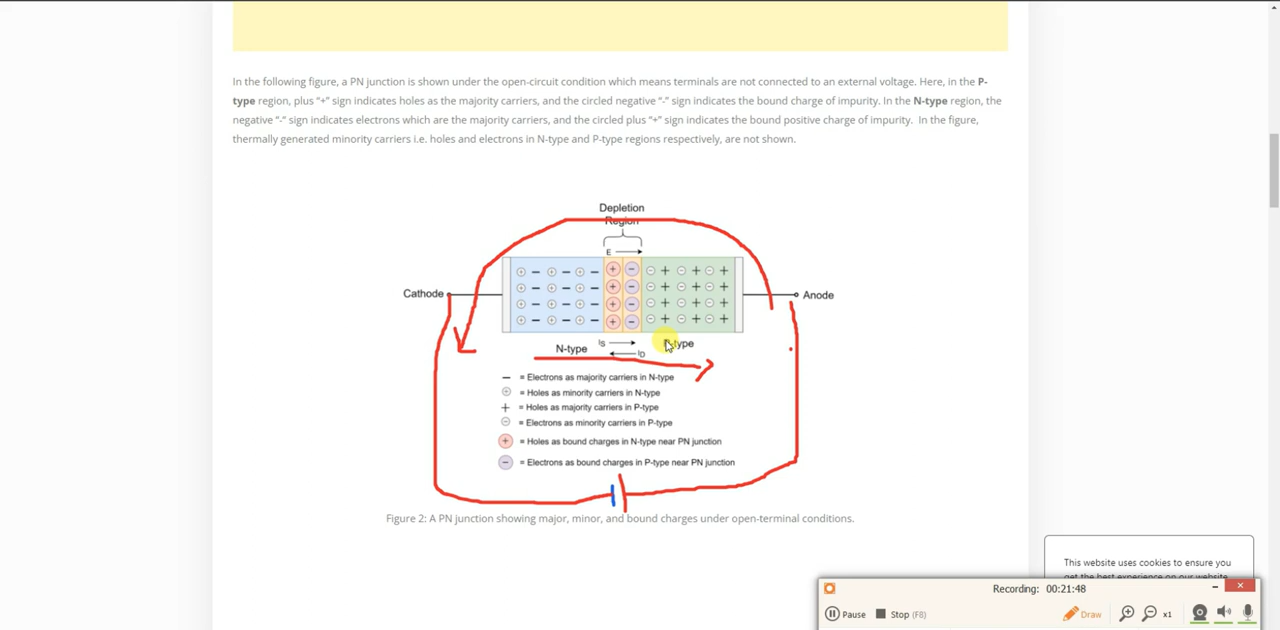 In the following figure, a PN junction is shown under the open-circuit condition which means terminals are not connected to an external voltage. Here, in the P-
type region, plus “+” sign indicates holes as the majority carriers, and the circled negative “-” sign indicates the bound charge of impurity. In the N-type region, the
negative “-” sign indicates electrons which are the majority carriers, and the circled plus “+” sign indicates the bound positive charge of impurity. In the figure,
thermally generated minority carriers i.e. holes and electrons in N-type and P-type regions respectively, are not shown.
Depletion
Region
E
Cathode
Anode
N-type
IS
ID
− = Electrons as majority carriers in N-type
⊕ = Holes as minority carriers in N-type
+ = Holes as majority carriers in P-type
⊖ = Electrons as minority carriers in P-type
⊕ = Holes as bound charges in N-type near PN junction
⊖ = Electrons as bound charges in P-type near PN junction
Figure 2: A PN junction showing major, minor, and bound charges under open-terminal conditions.
This website uses cookies to ensure you
get the best experience on our website
Recording: 00:21:48
Pause
Stop (F8)
Draw
x1